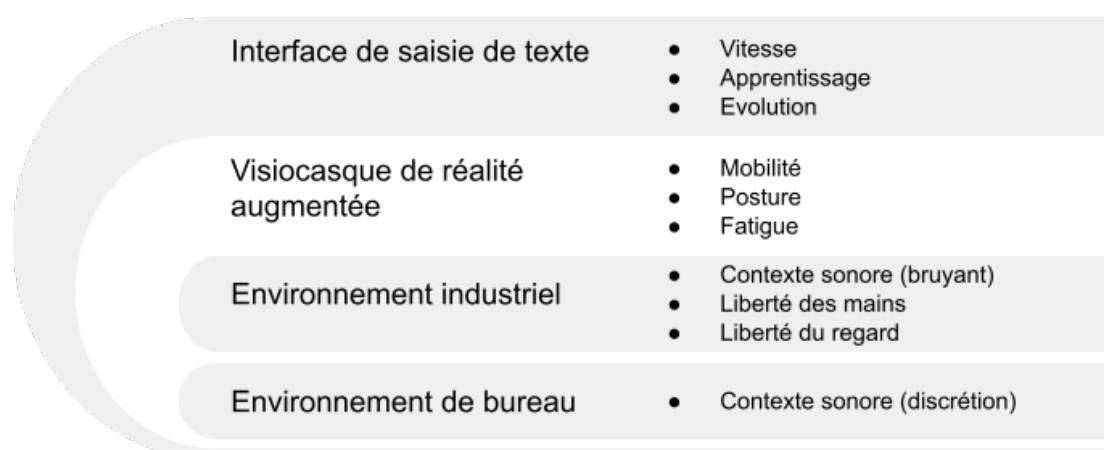 Interface de saisie de texte
● Vitesse
● Apprentissage
● Evolution
Visiocasque de réalité
augmentée
● Mobilité
● Posture
● Fatigue
Environnement industriel
● Contexte sonore (bruyant)
● Liberté des mains
● Liberté du regard
Environnement de bureau
● Contexte sonore (discrétion)